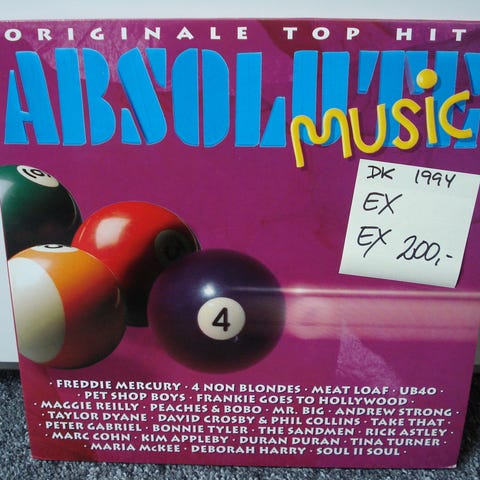 ORIGINALE TOP HIT
ABSOLUTE
music
DK 1994
EX
EX 200,-
6
4
· FREDDIE MERCURY · 4 NON BLONDES · MEAT LOAF · UB40 ·
· PET SHOP BOYS · FRANKIE GOES TO HOLLYWOOD ·
MAGGIE REILLY · PEACHES & BOBO · MR. BIG · ANDREW STRONG ·
TAYLOR DYANE · DAVID CROSBY & PHIL COLLINS · TAKE THAT ·
PETER GABRIEL · BONNIE TYLER · THE SANDMEN · RICK ASTLEY ·
MARC COHN · KIM APPLEBY · DURAN DURAN · TINA TURNER ·
MARIA McKEE · DEBORAH HARRY · SOUL II SOUL ·